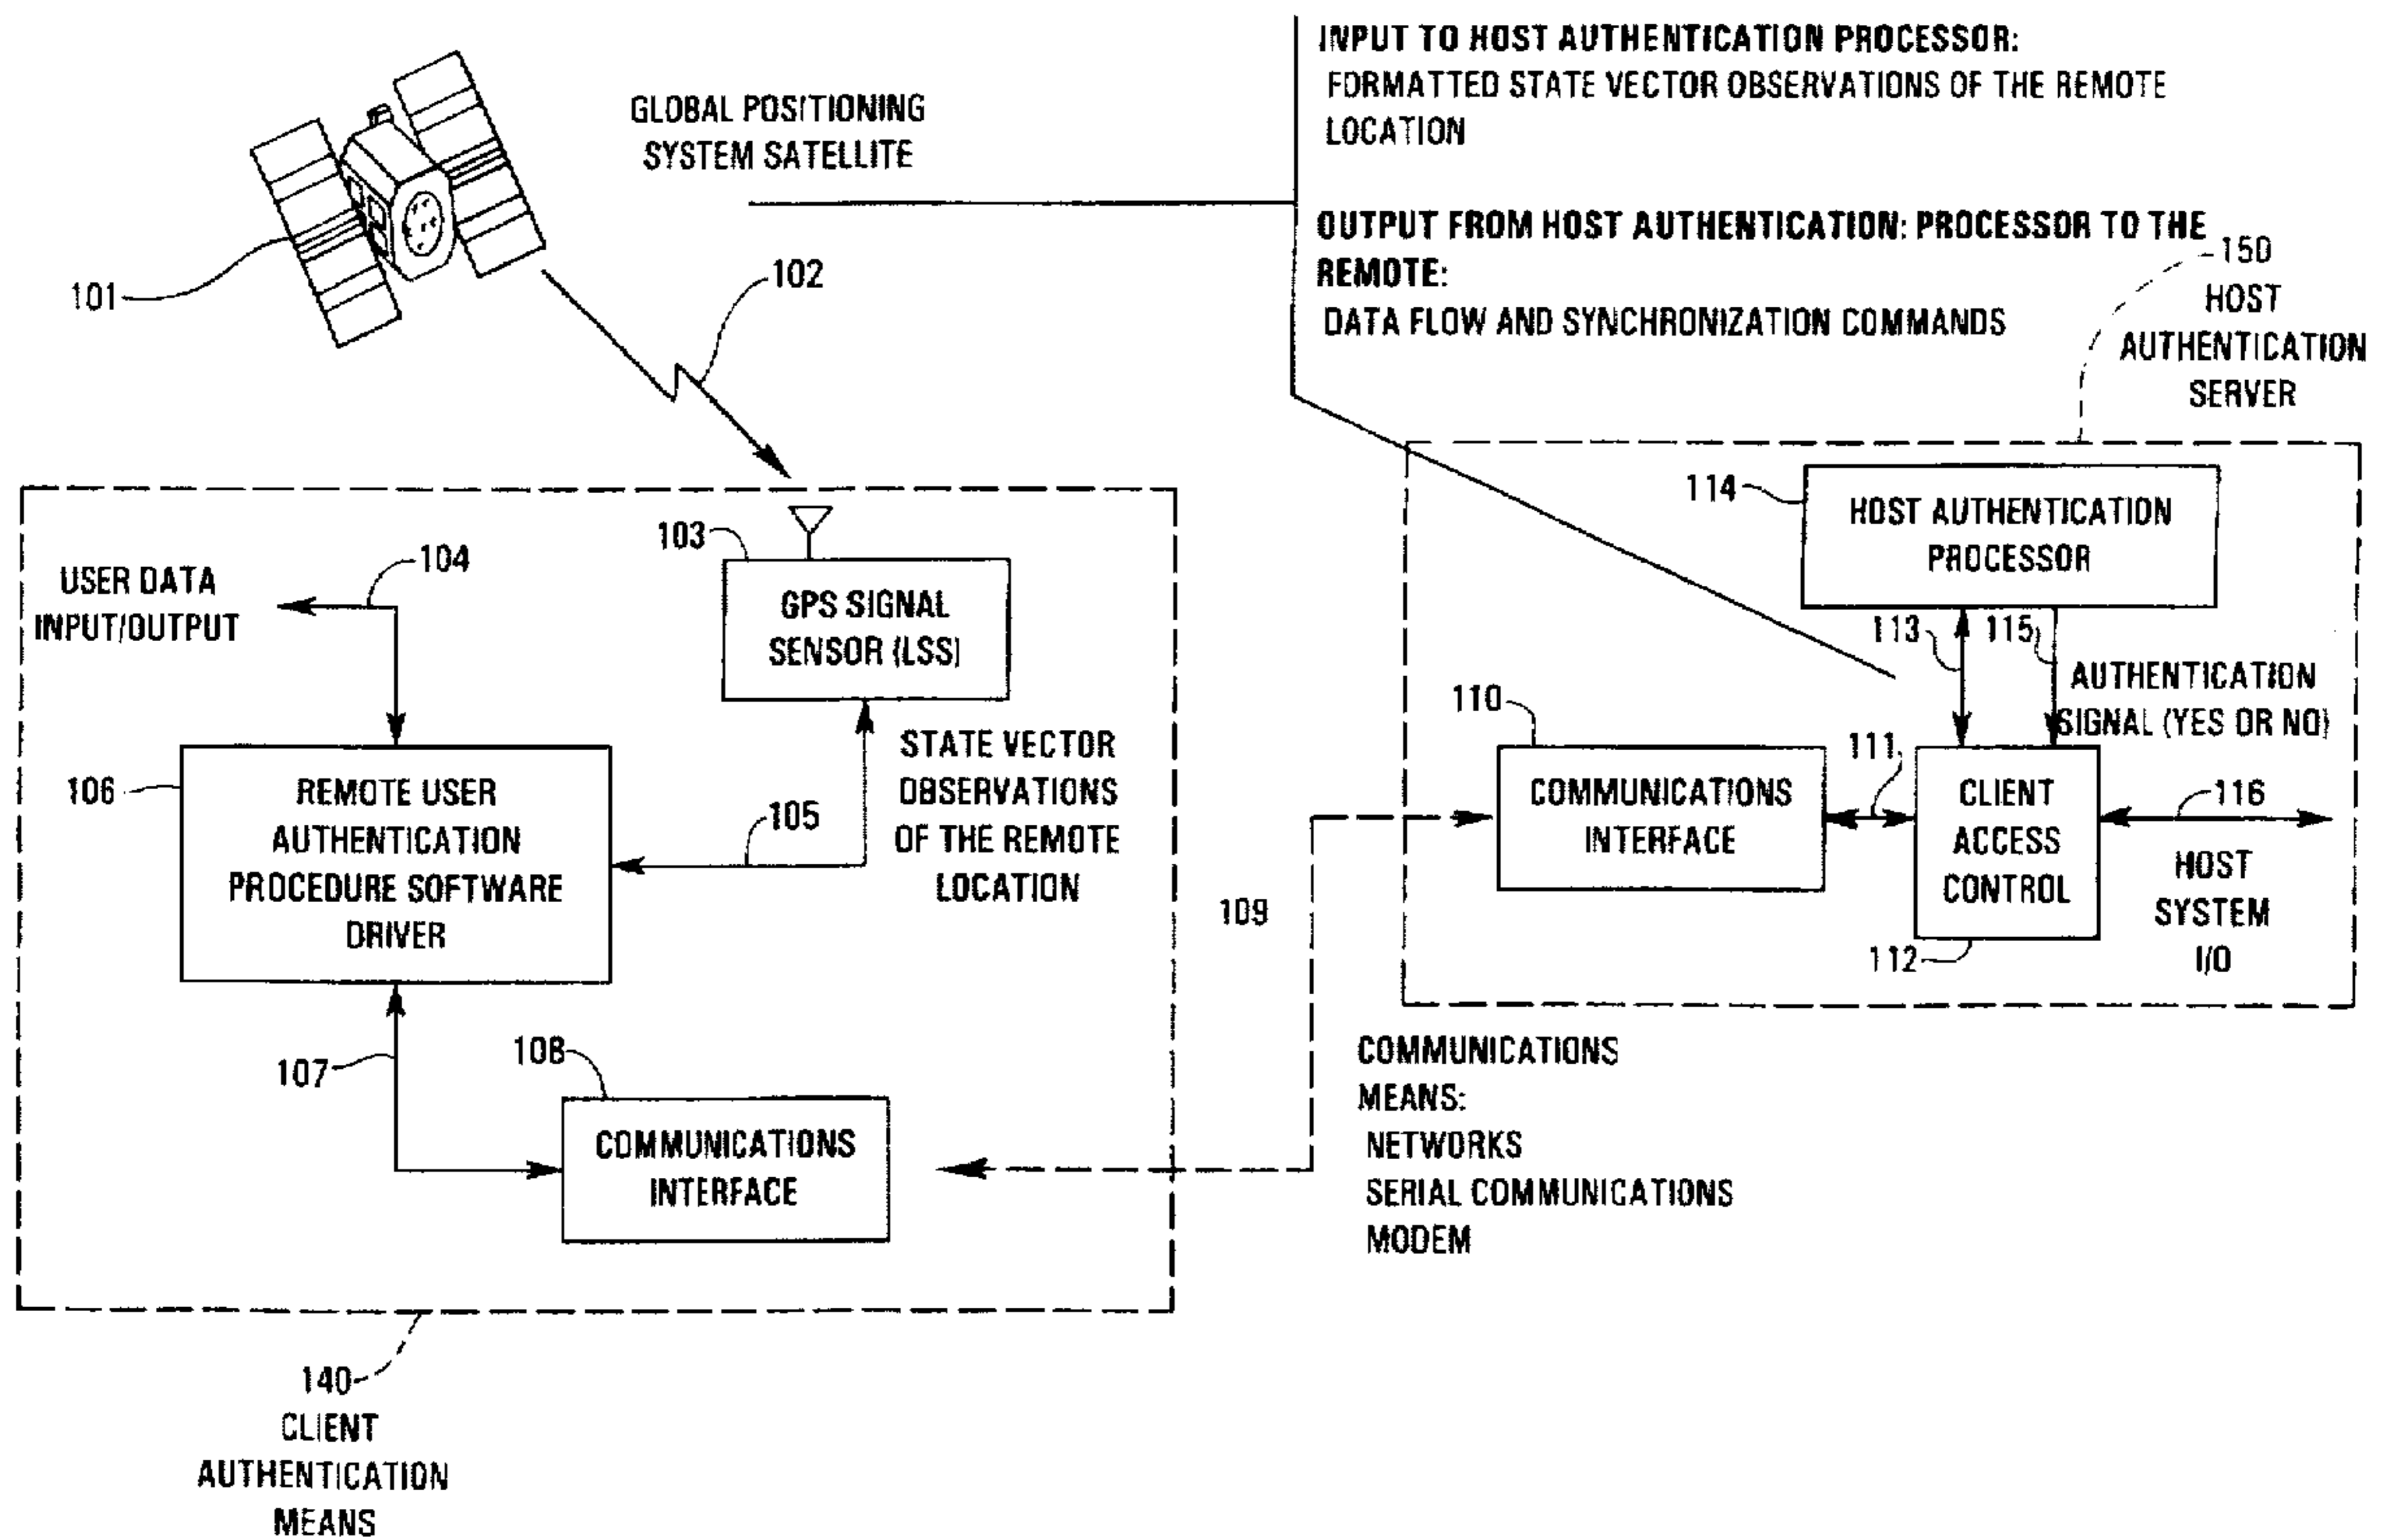 INPUT TO HOST AUTHENTICATION PROCESSOR:
FORMATTED STATE VECTOR OBSERVATIONS OF THE REMOTE
LOCATION
GLOBAL POSITIONING
SYSTEM SATELLITE
OUTPUT FROM HOST AUTHENTICATION: PROCESSOR TO THE
REMOTE:
DATA FLOW AND SYNCHRONIZATION COMMANDS
101
102
150
HOST
AUTHENTICATION
SERVER
103
GPS SIGNAL
SENSOR (LSS)
104
USER DATA
INPUT/OUTPUT
106
REMOTE USER
AUTHENTICATION
PROCEDURE SOFTWARE
DRIVER
105
STATE VECTOR
OBSERVATIONS
OF THE REMOTE
LOCATION
107
108
COMMUNICATIONS
INTERFACE
109
114
HOST AUTHENTICATION
PROCESSOR
113
115
AUTHENTICATION
SIGNAL (YES OR NO)
110
COMMUNICATIONS
INTERFACE
111
CLIENT
ACCESS
CONTROL
112
116
HOST
SYSTEM
I/O
COMMUNICATIONS
MEANS:
NETWORKS
SERIAL COMMUNICATIONS
MODEM
140
CLIENT
AUTHENTICATION
MEANS